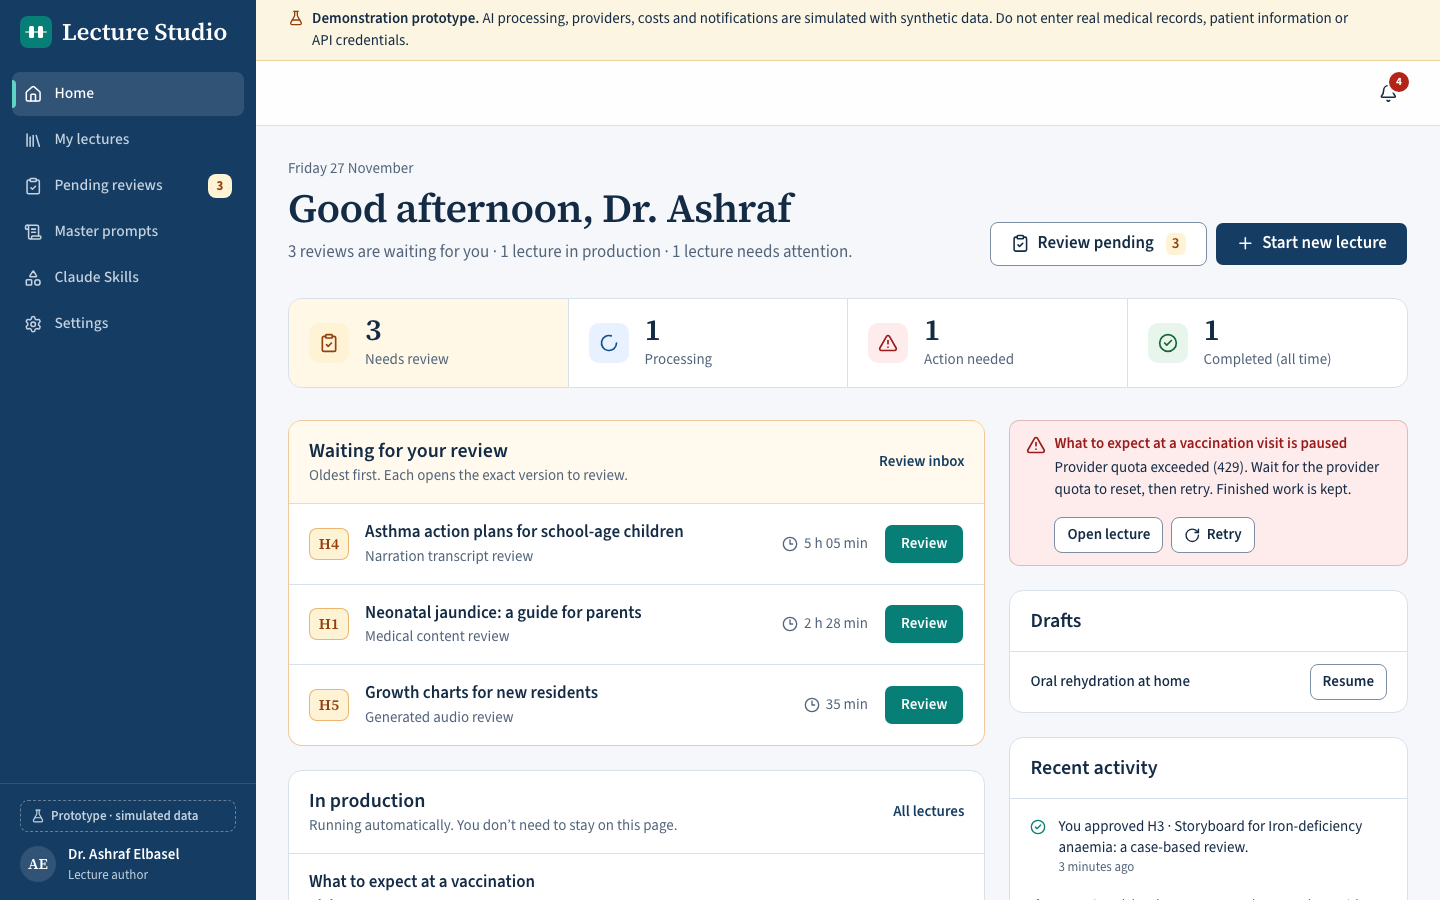 Lecture Studio
Home
My lectures
Pending reviews
3
Master prompts
Claude Skills
Settings
Prototype · simulated data
AE
Dr. Ashraf Elbasel
Lecture author
Demonstration prototype. AI processing, providers, costs and notifications are simulated with synthetic data. Do not enter real medical records, patient information or
API credentials.
4
Friday 27 November
Good afternoon, Dr. Ashraf
3 reviews are waiting for you · 1 lecture in production · 1 lecture needs attention.
Review pending 3
Start new lecture
3
Needs review
1
Processing
1
Action needed
1
Completed (all time)
Waiting for your review
Oldest first. Each opens the exact version to review.
Review inbox
H4
Asthma action plans for school-age children
Narration transcript review
5 h 05 min
Review
H1
Neonatal jaundice: a guide for parents
Medical content review
2 h 28 min
Review
H5
Growth charts for new residents
Generated audio review
35 min
Review
In production
Running automatically. You don’t need to stay on this page.
All lectures
What to expect at a vaccination
What to expect at a vaccination visit is paused
Provider quota exceeded (429). Wait for the provider
quota to reset, then retry. Finished work is kept.
Open lecture
Retry
Drafts
Oral rehydration at home
Resume
Recent activity
You approved H3 · Storyboard for Iron-deficiency
anaemia: a case-based review.
3 minutes ago